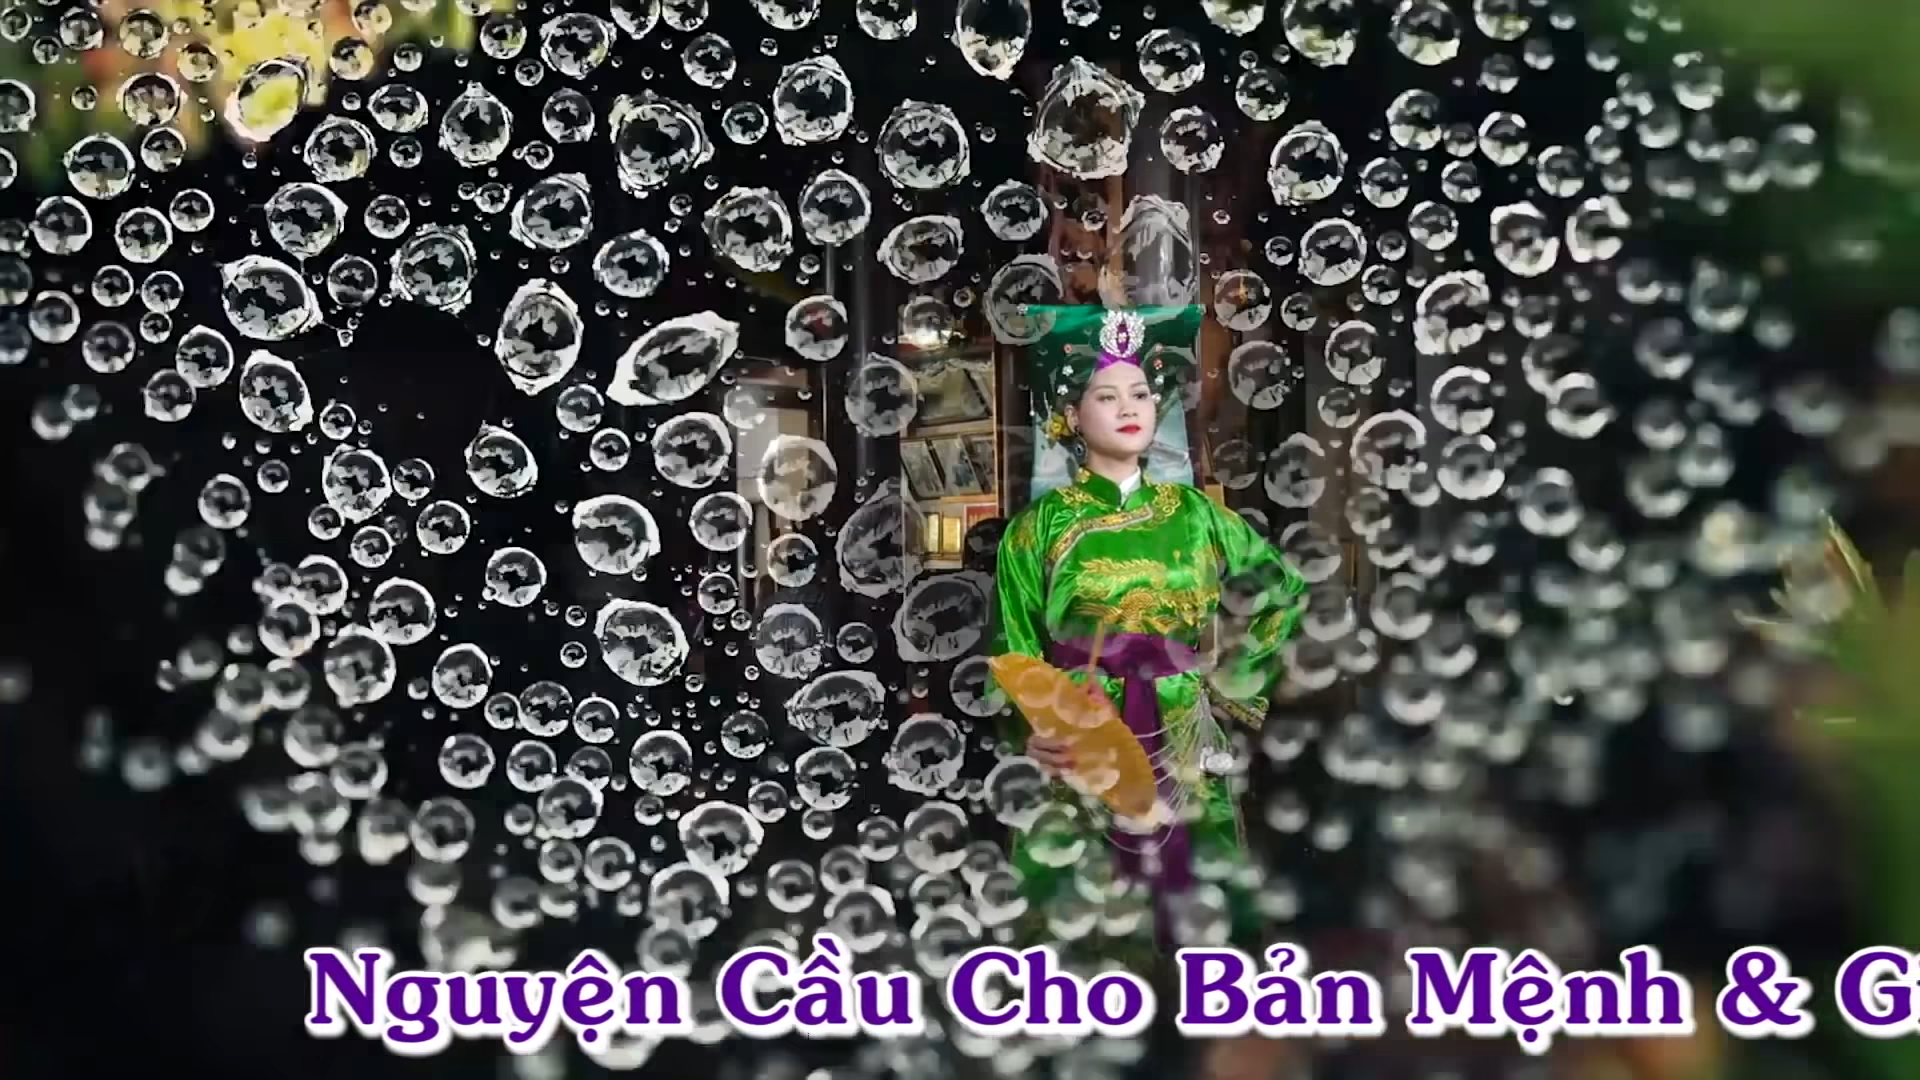 Nguyện Cầu Cho Bản Mệnh &